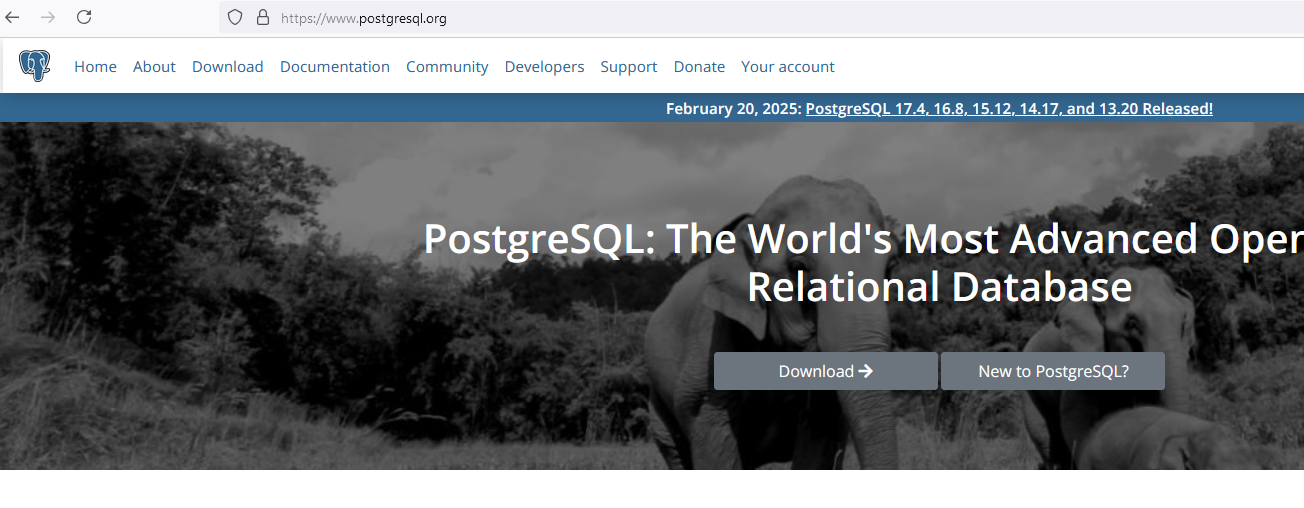 https://www.postgresql.org
Home About Download Documentation Community Developers Support Donate Your account
February 20, 2025: PostgreSQL 17.4, 16.8, 15.12, 14.17, and 13.20 Released!
PostgreSQL: The World's Most Advanced Open
Relational Database
Download
New to PostgreSQL?